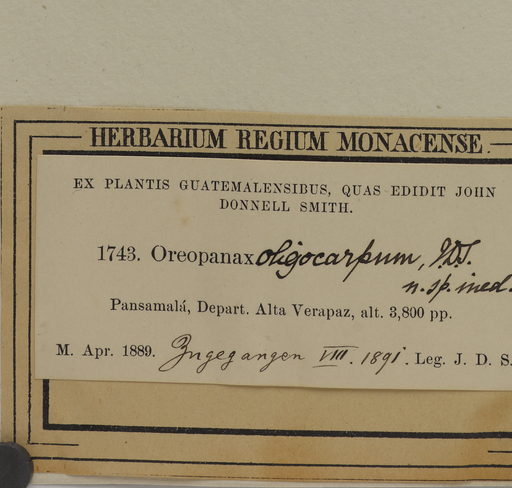 HERBARIUM REGIUM MONACENSE.
EX PLANTIS GUATEMALENSIBUS, QUAS EDIDIT JOHN
DONNELL SMITH.
1743. Oreopanax oligocarpum, J.D.S.
n. sp. ined.
Pansamalá, Depart. Alta Verapaz, alt. 3,800 pp.
M. Apr. 1889. Zugegangen VIII. 1891. Leg. J. D. S.